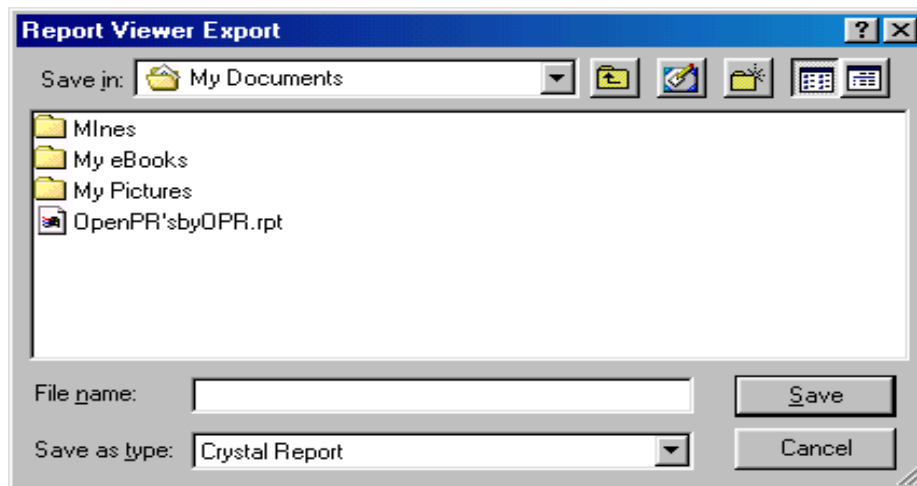 Report Viewer Export
Save in: My Documents
MInes
My eBooks
My Pictures
OpenPR'sbyOPR.rpt
File name:
Save
Save as type: Crystal Report
Cancel